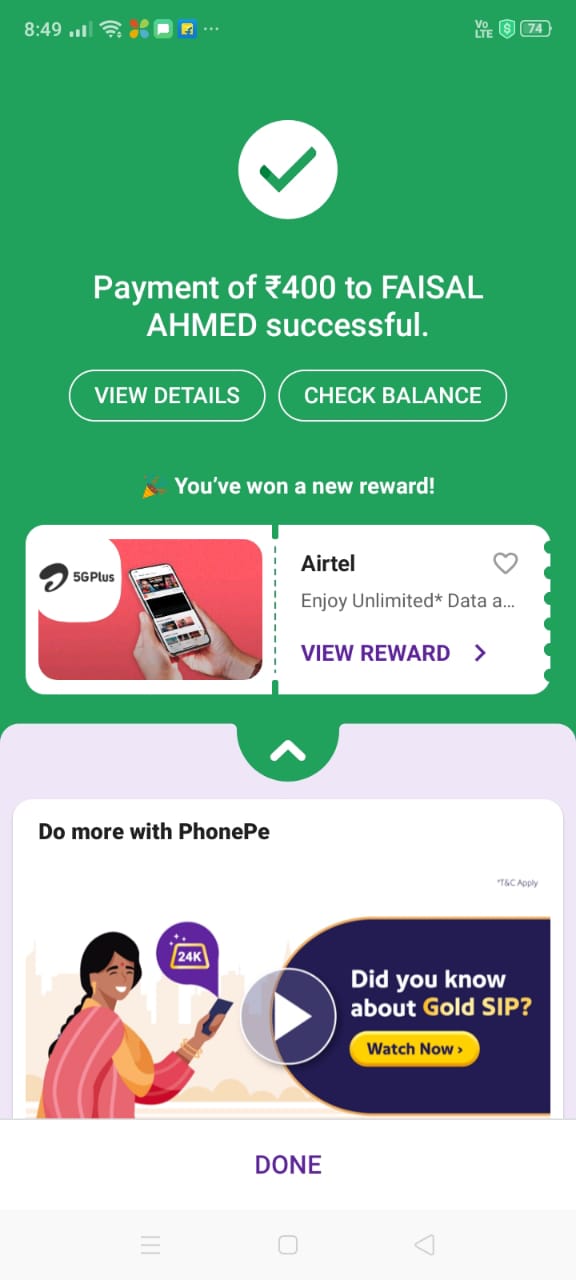 8:49
Vo
LTE
74
Payment of ₹400 to FAISAL
AHMED successful.
VIEW DETAILS
CHECK BALANCE
You’ve won a new reward!
5G Plus
Airtel
Enjoy Unlimited* Data a...
VIEW REWARD
Do more with PhonePe
*T&C Apply
24K
Did you know
about Gold SIP?
Watch Now ›
DONE